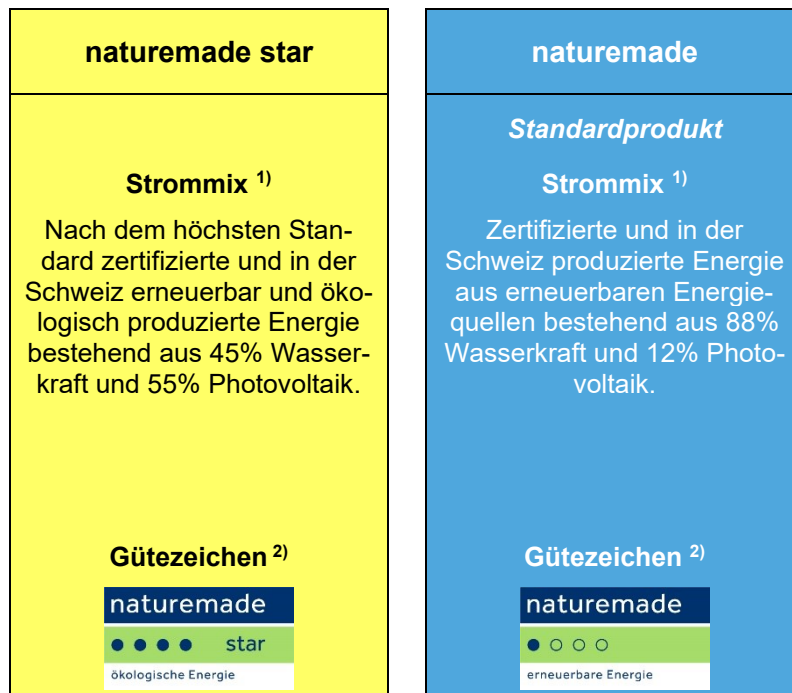 naturemade star
Strommix 1)
Nach dem höchsten Stan-
dard zertifizierte und in der
Schweiz erneuerbar und öko-
logisch produzierte Energie
bestehend aus 45% Wasser-
kraft und 55% Photovoltaik.
Gütezeichen 2)
naturemade
star
ökologische Energie
naturemade
Standardprodukt
Strommix 1)
Zertifizierte und in der
Schweiz produzierte Energie
aus erneuerbaren Energie-
quellen bestehend aus 88%
Wasserkraft und 12% Photo-
voltaik.
Gütezeichen 2)
naturemade
erneuerbare Energie